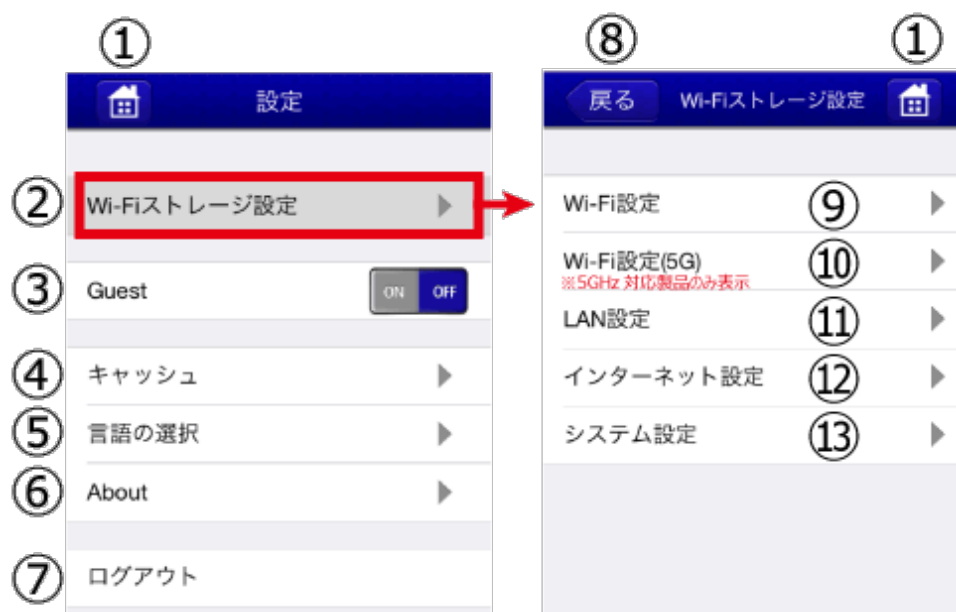 ①
設定
② Wi-Fiストレージ設定
③ Guest ON OFF
④ キャッシュ
⑤ 言語の選択
⑥ About
⑦ ログアウト
⑧ ①
戻る Wi-Fiストレージ設定
Wi-Fi設定 ⑨
Wi-Fi設定(5G) ⑩
※5GHz 対応製品のみ表示
LAN設定 ⑪
インターネット設定 ⑫
システム設定 ⑬